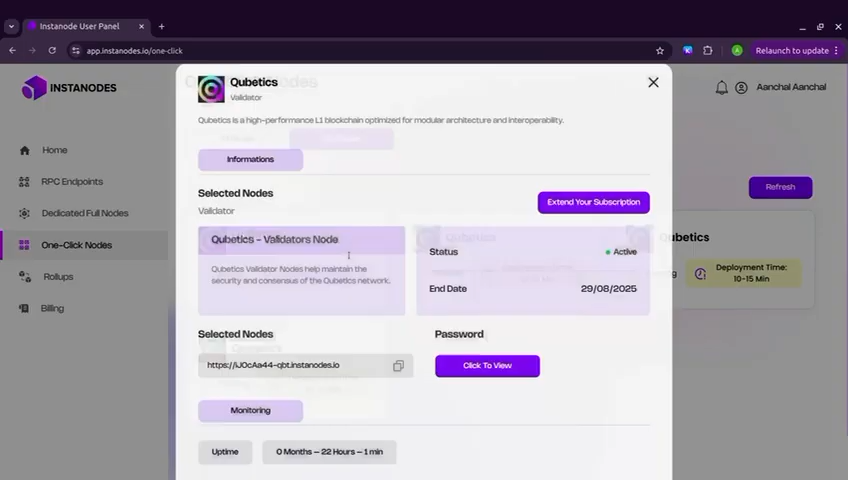 Instanode User Panel
app.instanodes.io/one-click
A
Relaunch to update
INSTANODES
Aanchal Aanchal
Home
RPC Endpoints
Dedicated Full Nodes
One-Click Nodes
Rollups
Billing
Refresh
Qubetics
Deployment Time:
10-15 Min
Qubetics
Validator
Qubetics is a high-performance L1 blockchain optimized for modular architecture and interoperability.
Informations
Selected Nodes
Validator
Extend Your Subscription
Qubetics - Validators Node
Qubetics Validator Nodes help maintain the
security and consensus of the Qubetics network.
Status
Active
End Date
29/08/2025
Selected Nodes
Password
https://iJOcAa44-qbt.instanodes.io
Click To View
Monitoring
Uptime
0 Months – 22 Hours – 1 min